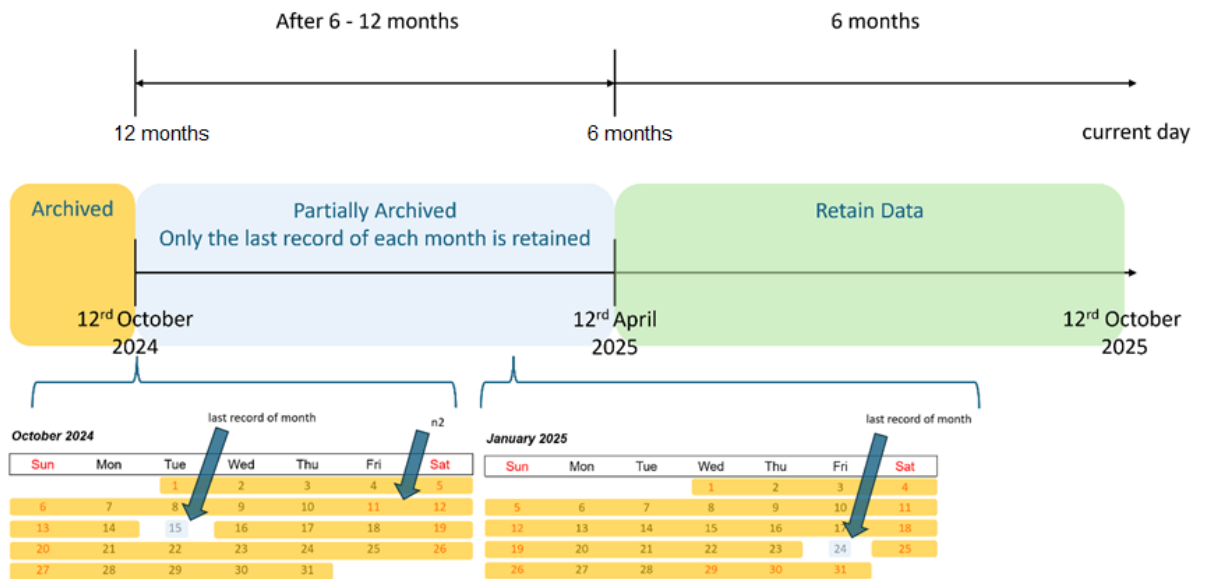 After 6 - 12 months
6 months
12 months
6 months
current day
Archived
Partially Archived
Only the last record of each month is retained
Retain Data
12rd October
2024
12rd April
2025
12rd October
2025
last record of month
n2
October 2024
Sun Mon Tue Wed Thu Fri Sat
1 2 3 4 5
6 7 8 9 10 11 12
13 14 15 16 17 18 19
20 21 22 23 24 25 26
27 28 29 30 31
last record of month
January 2025
Sun Mon Tue Wed Thu Fri Sat
1 2 3 4
5 6 7 8 9 10 11
12 13 14 15 16 17 18
19 20 21 22 23 24 25
26 27 28 29 30 31